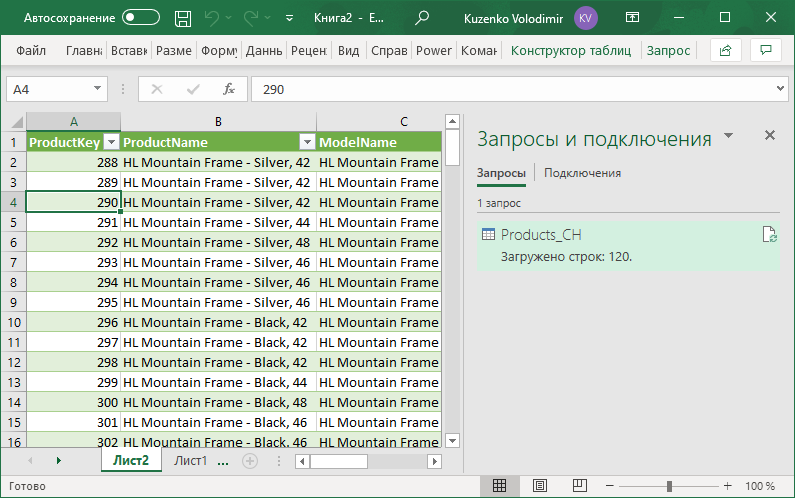 Автосохранение Книга2 - E... Kuzenko Volodimir KV
Файл Главн Вставк Разме Форму Даннь Рецен Вид Справ Power Коман Конструктор таблиц Запрос
A4 fx 290
A B C
1 ProductKey ProductName ModelName
2 288 HL Mountain Frame - Silver, 42 HL Mountain Frame
3 289 HL Mountain Frame - Silver, 42 HL Mountain Frame
4 290 HL Mountain Frame - Silver, 42 HL Mountain Frame
5 291 HL Mountain Frame - Silver, 44 HL Mountain Frame
6 292 HL Mountain Frame - Silver, 48 HL Mountain Frame
7 293 HL Mountain Frame - Silver, 46 HL Mountain Frame
8 294 HL Mountain Frame - Silver, 46 HL Mountain Frame
9 295 HL Mountain Frame - Silver, 46 HL Mountain Frame
10 296 HL Mountain Frame - Black, 42 HL Mountain Frame
11 297 HL Mountain Frame - Black, 42 HL Mountain Frame
12 298 HL Mountain Frame - Black, 42 HL Mountain Frame
13 299 HL Mountain Frame - Black, 44 HL Mountain Frame
14 300 HL Mountain Frame - Black, 48 HL Mountain Frame
15 301 HL Mountain Frame - Black, 46 HL Mountain Frame
16 302 HL Mountain Frame - Black, 46 HL Mountain Frame
Запросы и подключения
Запросы Подключения
1 запрос
Products_CH
Загружено строк: 120.
Лист2 Лист1 ...
Готово 100 %